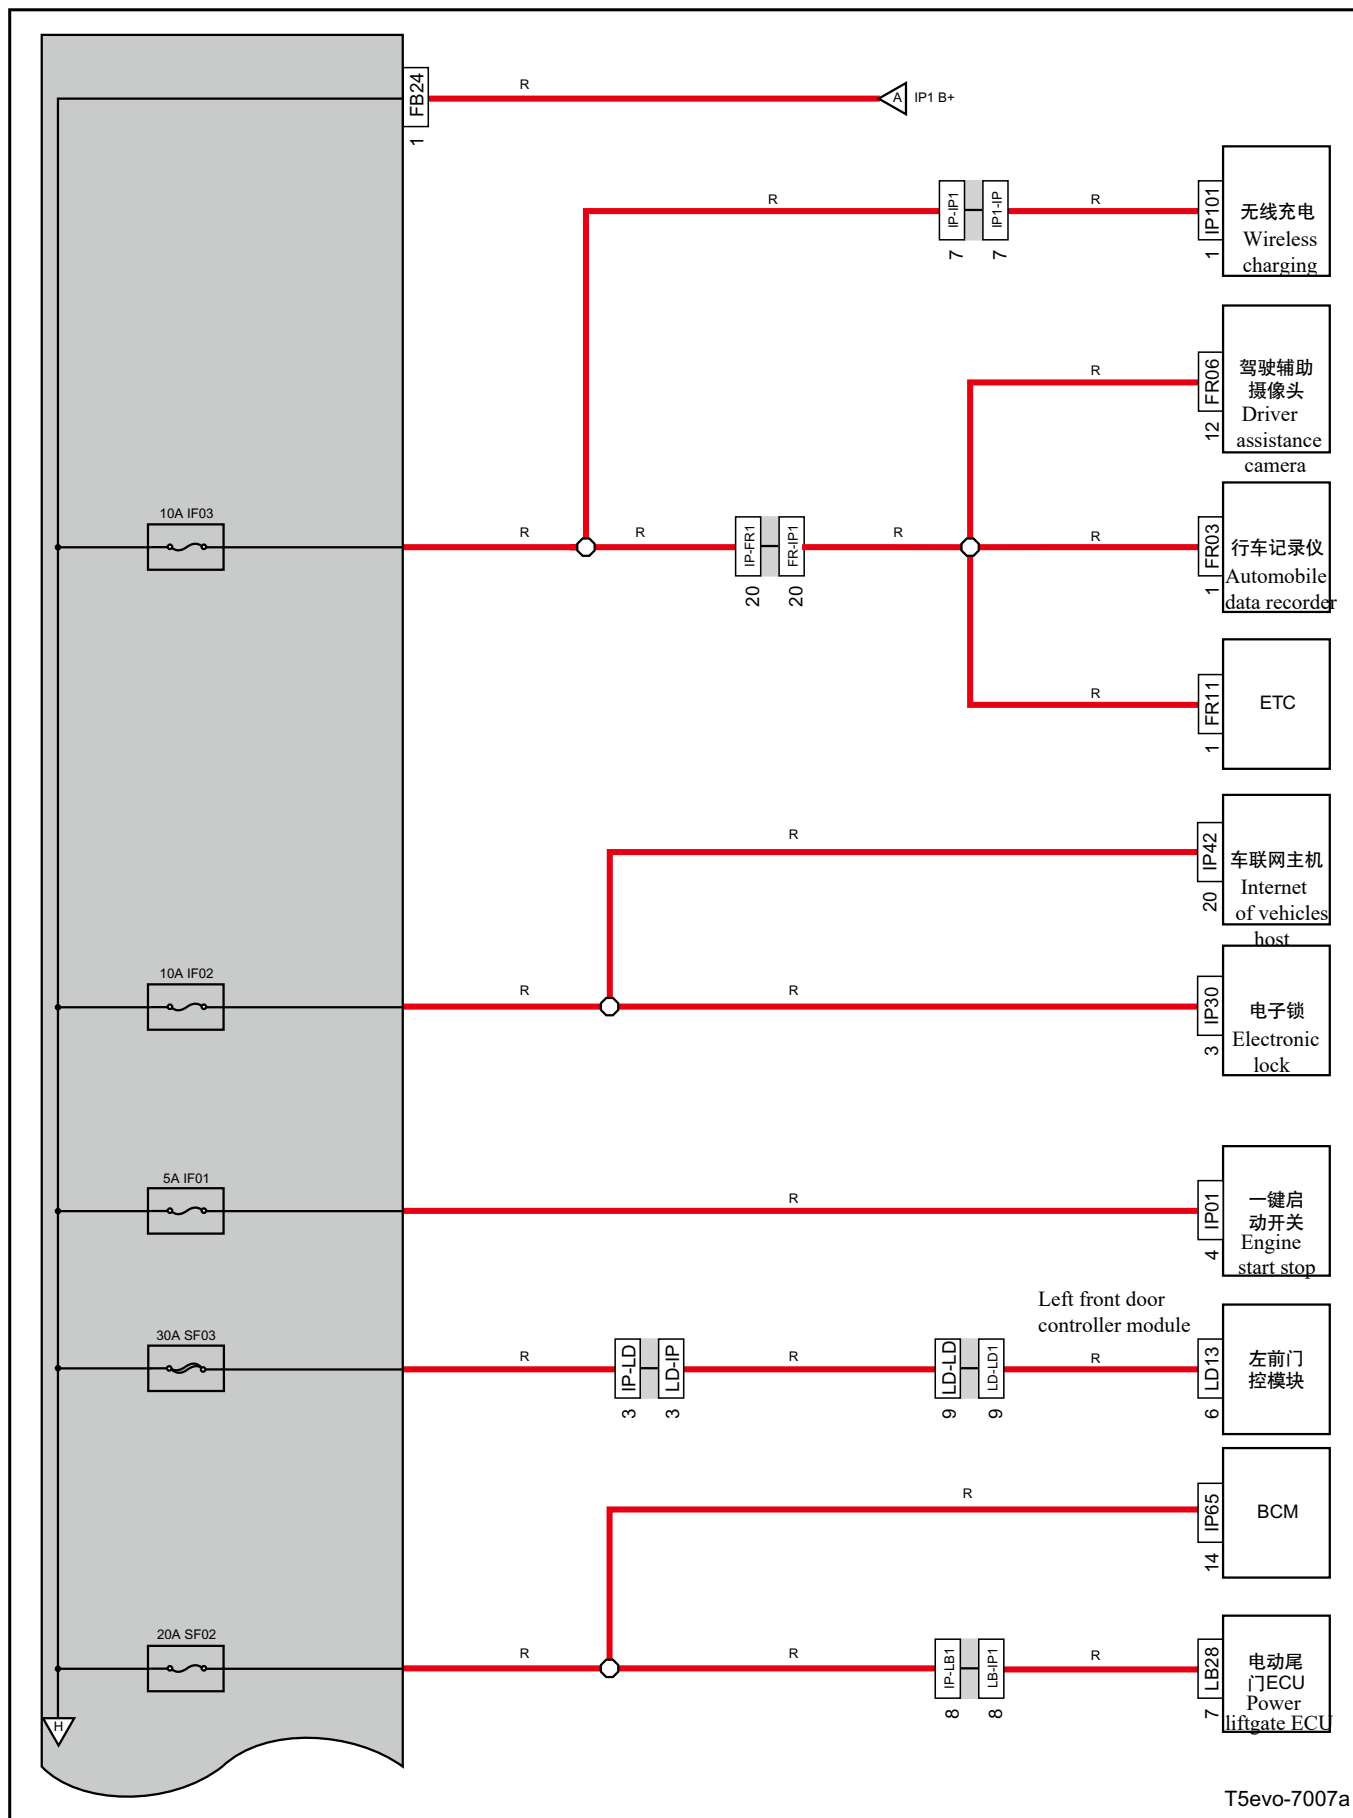 R
FB24
1
A
IP1 B+
R
IP-IP1
IP1-IP
7
7
R
IP101
1
无线充电
Wireless
charging
R
FR06
12
驾驶辅助
摄像头
Driver
assistance
camera
10A IF03
R
R
IP-FR1
FR-IP1
20
20
R
R
FR03
1
行车记录仪
Automobile
data recorder
R
FR11
1
ETC
R
IP42
20
车联网主机
Internet
of vehicles
host
10A IF02
R
R
IP30
3
电子锁
Electronic
lock
5A IF01
R
IP01
4
一键启
动开关
Engine
start stop
Left front door
controller module
30A SF03
R
IP-LD
LD-IP
3
3
R
LD-LD
LD-LD1
9
9
R
LD13
6
左前门
控模块
R
IP65
14
BCM
20A SF02
R
R
IP-LB1
LB-IP1
8
8
R
LB28
7
电动尾
门ECU
Power
liftgate ECU
H
T5evo-7007a